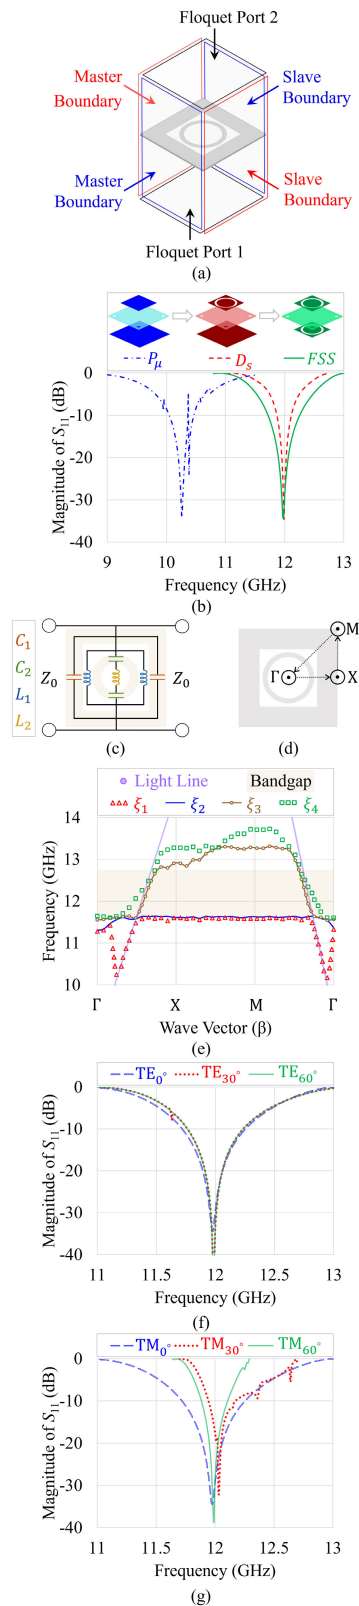 Floquet Port 2
Master
Boundary
Slave
Boundary
Master
Boundary
Slave
Boundary
Floquet Port 1
(a)
P_μ D_s FSS
Magnitude of S₁₁ (dB)
0
-10
-20
-30
-40
9 10 11 12 13
Frequency (GHz)
(b)
C₁
C₂
L₁
L₂
Z₀ Z₀
(c)
M
Γ X
(d)
Light Line Bandgap
ξ₁ ξ₂ ξ₃ ξ₄
Frequency (GHz)
14
13
12
11
10
Γ X M Γ
Wave Vector (β)
(e)
TE₀° TE₃₀° TE₆₀°
Magnitude of S₁₁ (dB)
0
-10
-20
-30
-40
11 11.5 12 12.5 13
Frequency (GHz)
(f)
TM₀° TM₃₀° TM₆₀°
Magnitude of S₁₁ (dB)
0
-10
-20
-30
-40
11 11.5 12 12.5 13
Frequency (GHz)
(g)